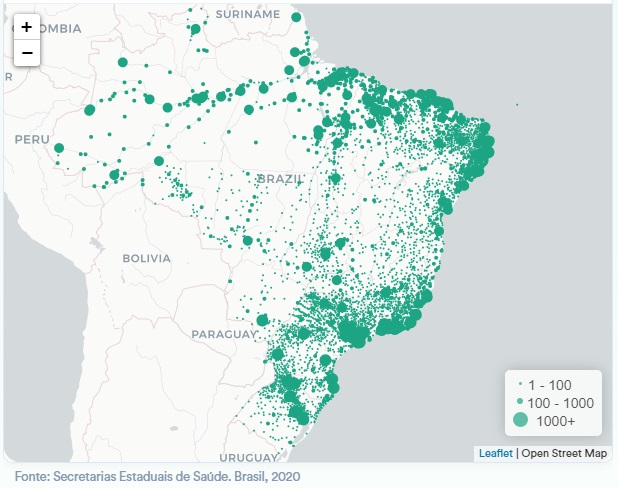 +
−
SURINAME
OMBIA
R
PERU
BRAZIL
BOLIVIA
PARAGUAY
URUGUAY
1 - 100
100 - 1000
1000+
Leaflet | Open Street Map
Fonte: Secretarias Estaduais de Saúde. Brasil, 2020